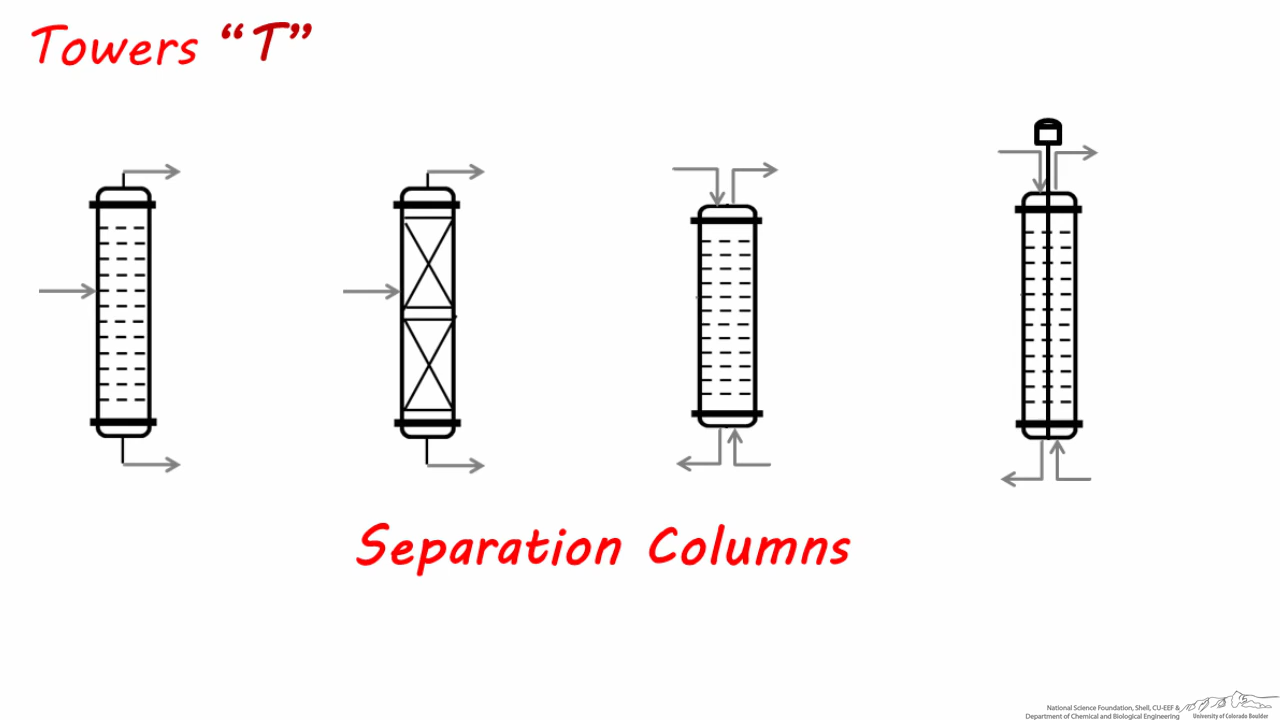 Towers “T”
Separation Columns
National Science Foundation, Shell, CU-EEF &
Department of Chemical and Biological Engineering
University of Colorado Boulder